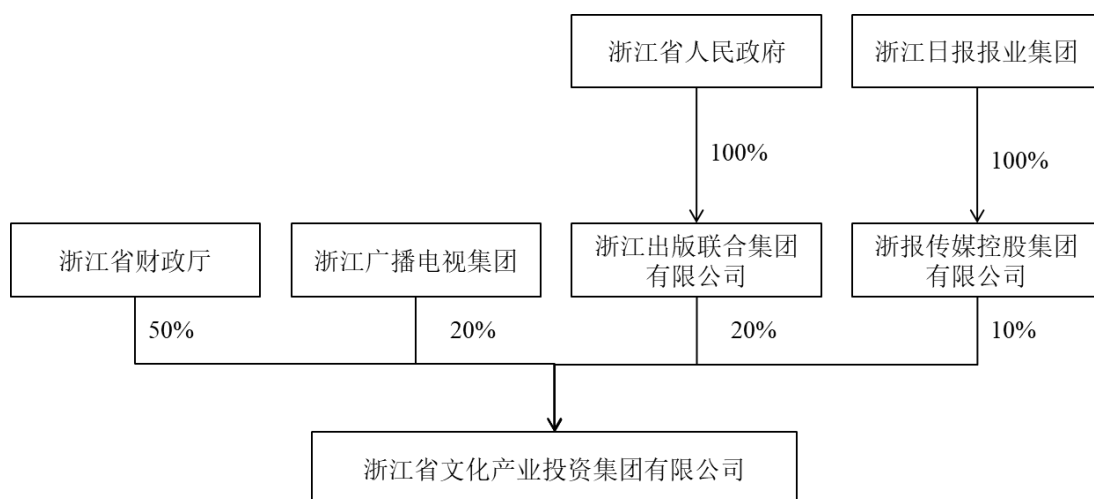 浙江省人民政府
浙江日报报业集团
100%
100%
浙江省财政厅
浙江广播电视集团
浙江出版联合集团
有限公司
浙报传媒控股集团
有限公司
50%
20%
20%
10%
浙江省文化产业投资集团有限公司